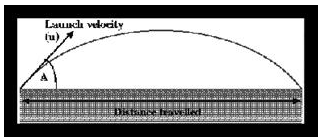 Launch velocity
(u)
A
Distance travelled